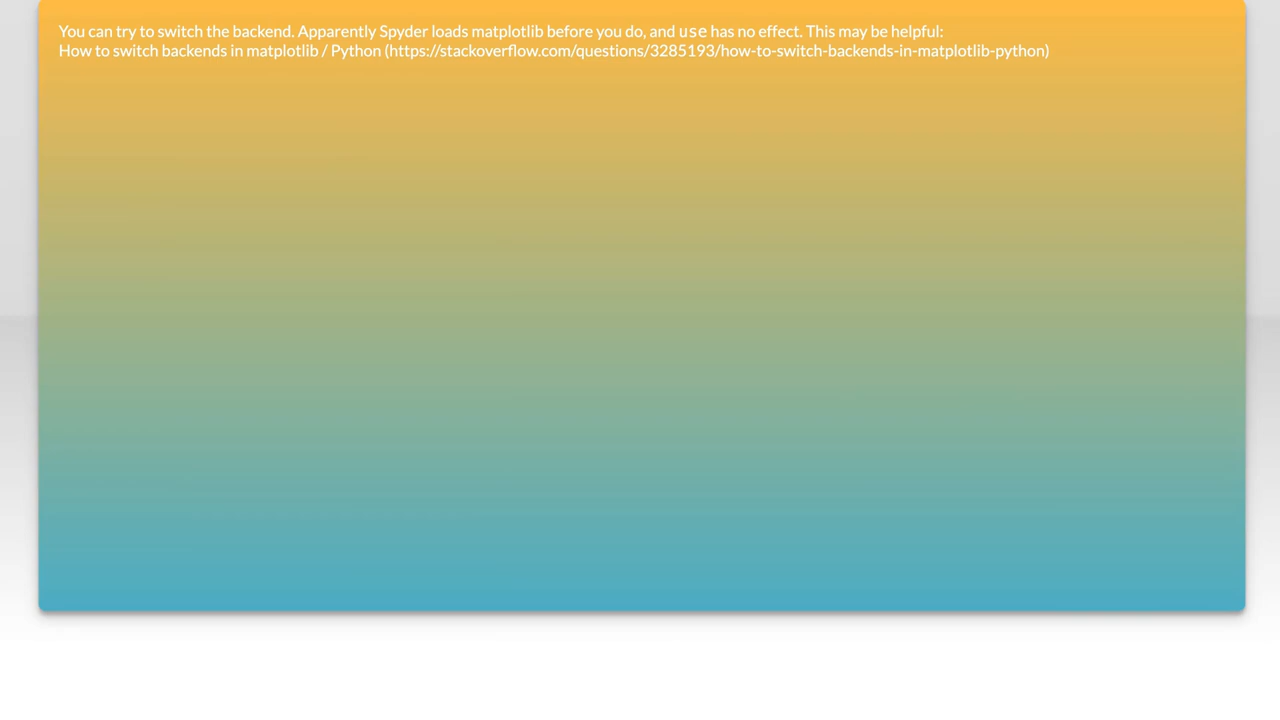 You can try to switch the backend. Apparently Spyder loads matplotlib before you do, and use has no effect. This may be helpful:
How to switch backends in matplotlib / Python (https://stackoverflow.com/questions/3285193/how-to-switch-backends-in-matplotlib-python)